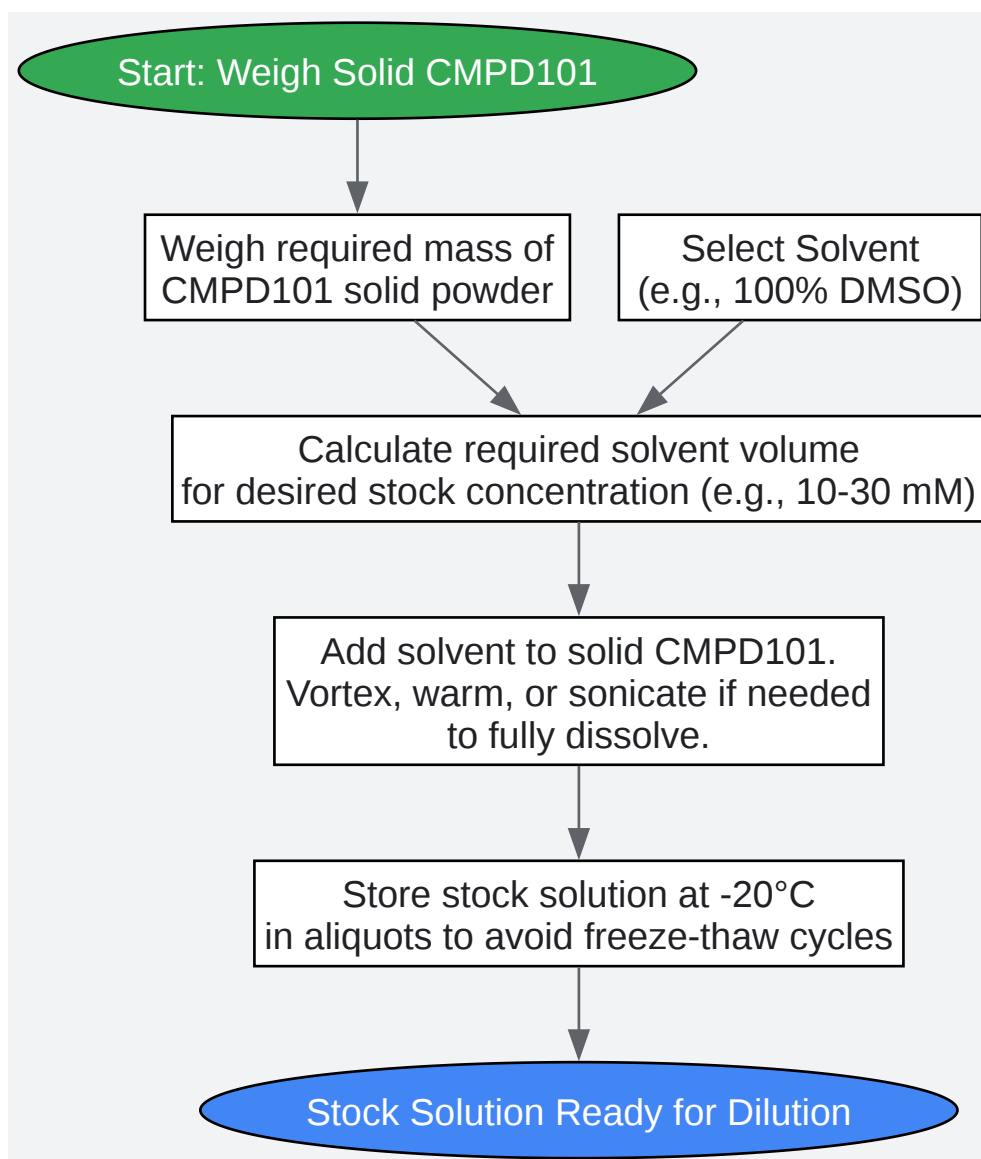 Start: Weigh Solid CMPD101
Weigh required mass of
CMPD101 solid powder
Select Solvent
(e.g., 100% DMSO)
Calculate required solvent volume
for desired stock concentration (e.g., 10-30 mM)
Add solvent to solid CMPD101.
Vortex, warm, or sonicate if needed
to fully dissolve.
Store stock solution at -20°C
in aliquots to avoid freeze-thaw cycles
Stock Solution Ready for Dilution